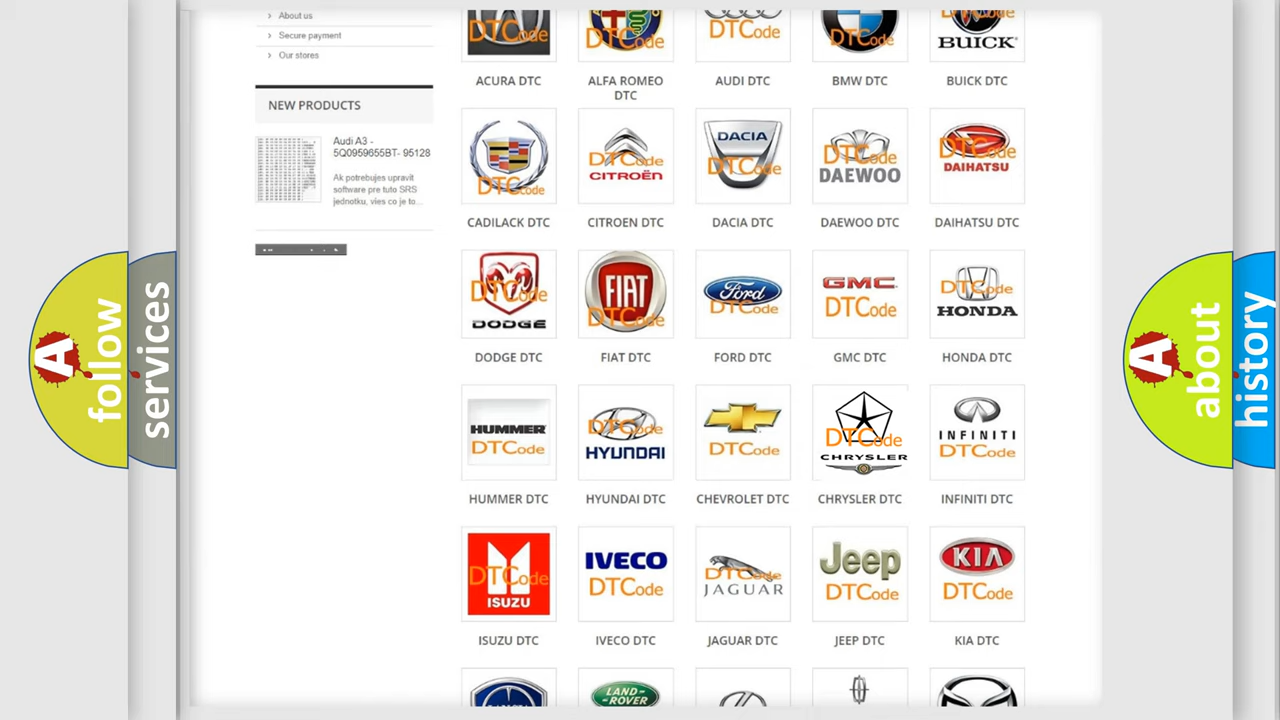 About us
Secure payment
Our stores
NEW PRODUCTS
Audi A3 -
5Q0959655BT- 95128
Ak potrebujes upravit
software pre tuto SRS
jednotku, vies co je to...
A
follow
services
DTCode DTCode DTCode DTCode BUICK
ACURA DTC ALFA ROMEO DTC AUDI DTC BMW DTC BUICK DTC
DTCode DTCode CITROËN DACIA DTCode DTCode DAEWOO DTCode DAIHATSU
CADILACK DTC CITROEN DTC DACIA DTC DAEWOO DTC DAIHATSU DTC
DTCode DODGE FIAT DTCode Ford DTCode GMC DTCode DTCode HONDA
DODGE DTC FIAT DTC FORD DTC GMC DTC HONDA DTC
HUMMER DTCode DTCode HYUNDAI DTCode DTCode CHRYSLER INFINITI DTCode
HUMMER DTC HYUNDAI DTC CHEVROLET DTC CHRYSLER DTC INFINITI DTC
DTCode ISUZU IVECO DTCode DTCode JAGUAR Jeep DTCode KIA DTCode
ISUZU DTC IVECO DTC JAGUAR DTC JEEP DTC KIA DTC
LAND-
ROVER
A
about
history